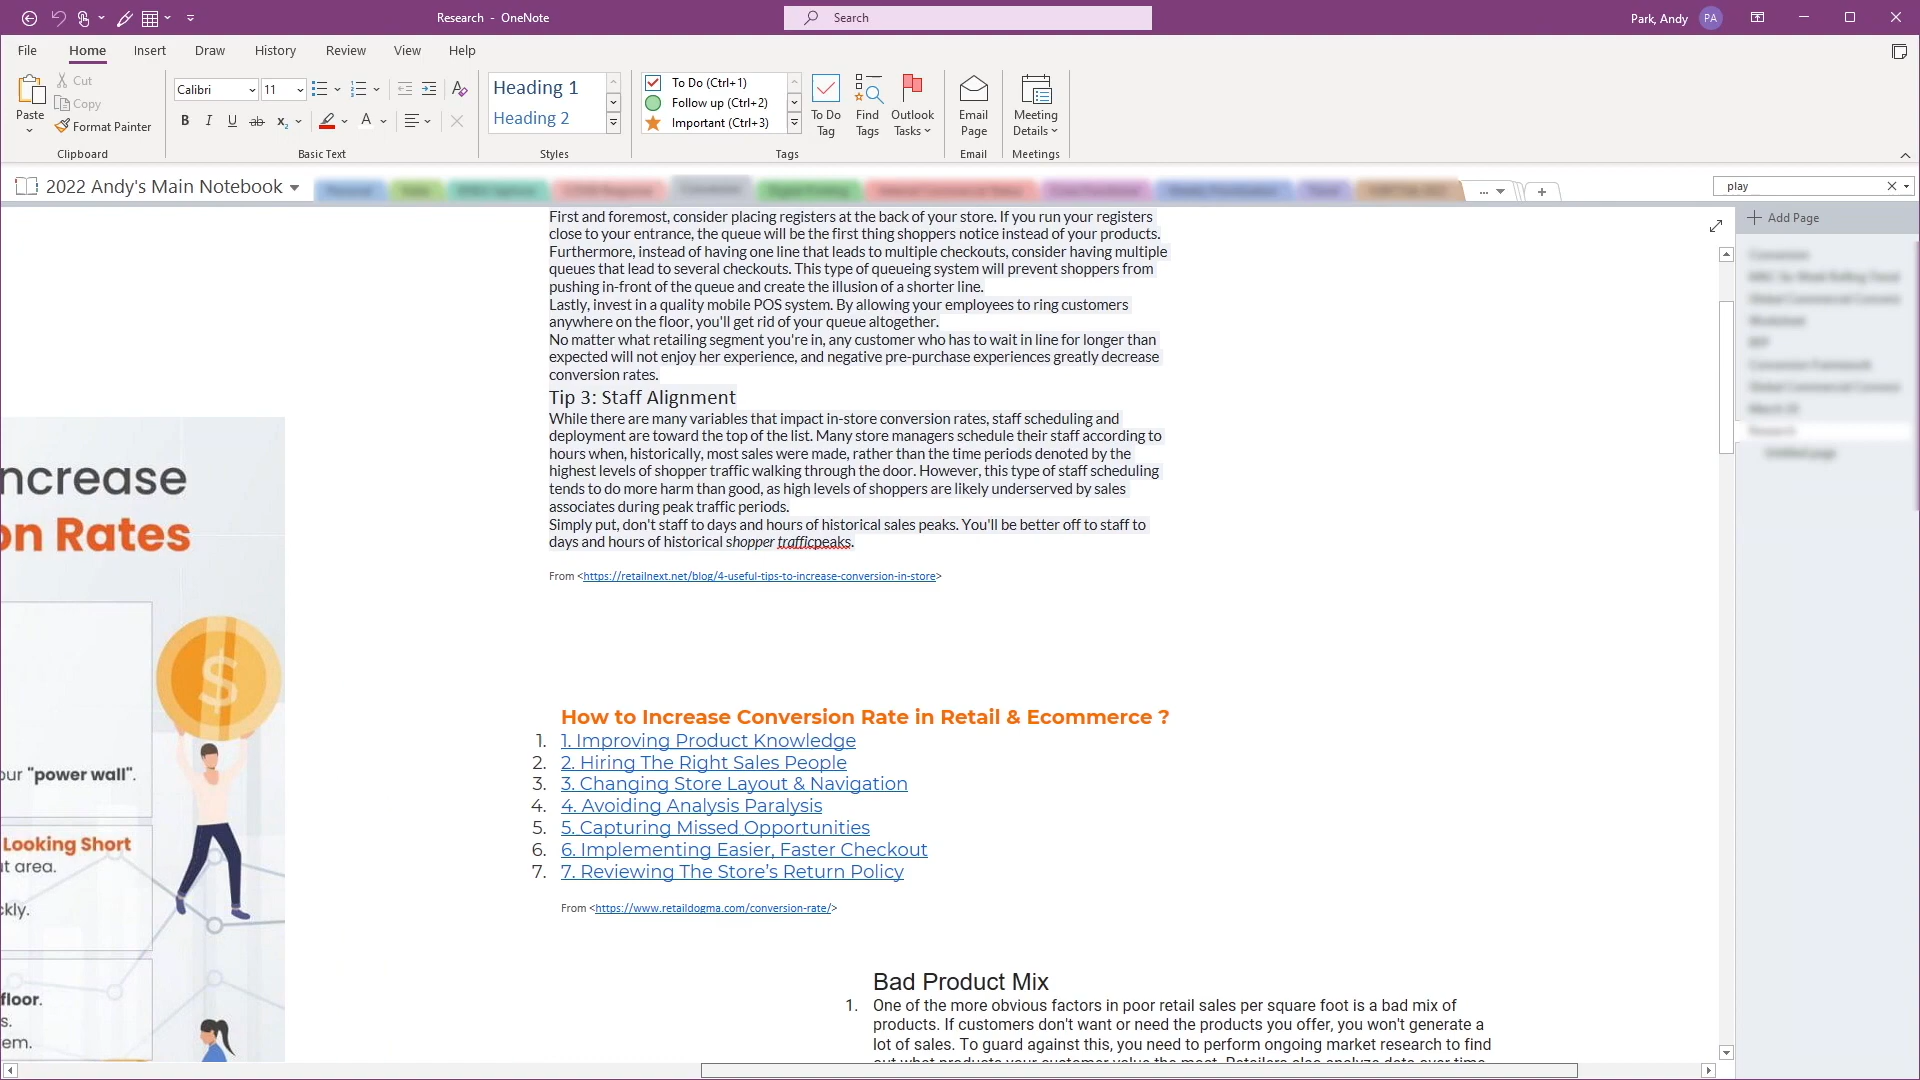 Research - OneNote
Search
Park, Andy
PA
File
Home
Insert
Draw
History
Review
View
Help
Paste
Cut
Copy
Format Painter
Clipboard
Calibri
11
B
I
U
ab
x₂
A
Basic Text
Heading 1
Heading 2
Styles
To Do (Ctrl+1)
Follow up (Ctrl+2)
Important (Ctrl+3)
To Do
Tag
Find
Tags
Outlook
Tasks
Tags
Email
Page
Email
Meeting
Details
Meetings
2022 Andy's Main Notebook
...
play
Add Page
First and foremost, consider placing registers at the back of your store. If you run your registers
close to your entrance, the queue will be the first thing shoppers notice instead of your products.
Furthermore, instead of having one line that leads to multiple checkouts, consider having multiple
queues that lead to several checkouts. This type of queueing system will prevent shoppers from
pushing in-front of the queue and create the illusion of a shorter line.
Lastly, invest in a quality mobile POS system. By allowing your employees to ring customers
anywhere on the floor, you'll get rid of your queue altogether.
No matter what retailing segment you're in, any customer who has to wait in line for longer than
expected will not enjoy her experience, and negative pre-purchase experiences greatly decrease
conversion rates.
Tip 3: Staff Alignment
While there are many variables that impact in-store conversion rates, staff scheduling and
deployment are toward the top of the list. Many store managers schedule their staff according to
hours when, historically, most sales were made, rather than the time periods denoted by the
highest levels of shopper traffic walking through the door. However, this type of staff scheduling
tends to do more harm than good, as high levels of shoppers are likely underserved by sales
associates during peak traffic periods.
Simply put, don't staff to days and hours of historical sales peaks. You'll be better off to staff to
days and hours of historical shopper trafficpeaks.
From <https://retailnext.net/blog/4-useful-tips-to-increase-conversion-in-store>
ncrease
on Rates
$
our "power wall".
Looking Short
ut area.
ckly.
floor.
s.
em.
How to Increase Conversion Rate in Retail & Ecommerce ?
1. 1. Improving Product Knowledge
2. 2. Hiring The Right Sales People
3. 3. Changing Store Layout & Navigation
4. 4. Avoiding Analysis Paralysis
5. 5. Capturing Missed Opportunities
6. 6. Implementing Easier, Faster Checkout
7. 7. Reviewing The Store's Return Policy
From <https://www.retaildogma.com/conversion-rate/>
Bad Product Mix
1. One of the more obvious factors in poor retail sales per square foot is a bad mix of
products. If customers don't want or need the products you offer, you won't generate a
lot of sales. To guard against this, you need to perform ongoing market research to find
out what products your customer value the most. Retailers also analyze data over time